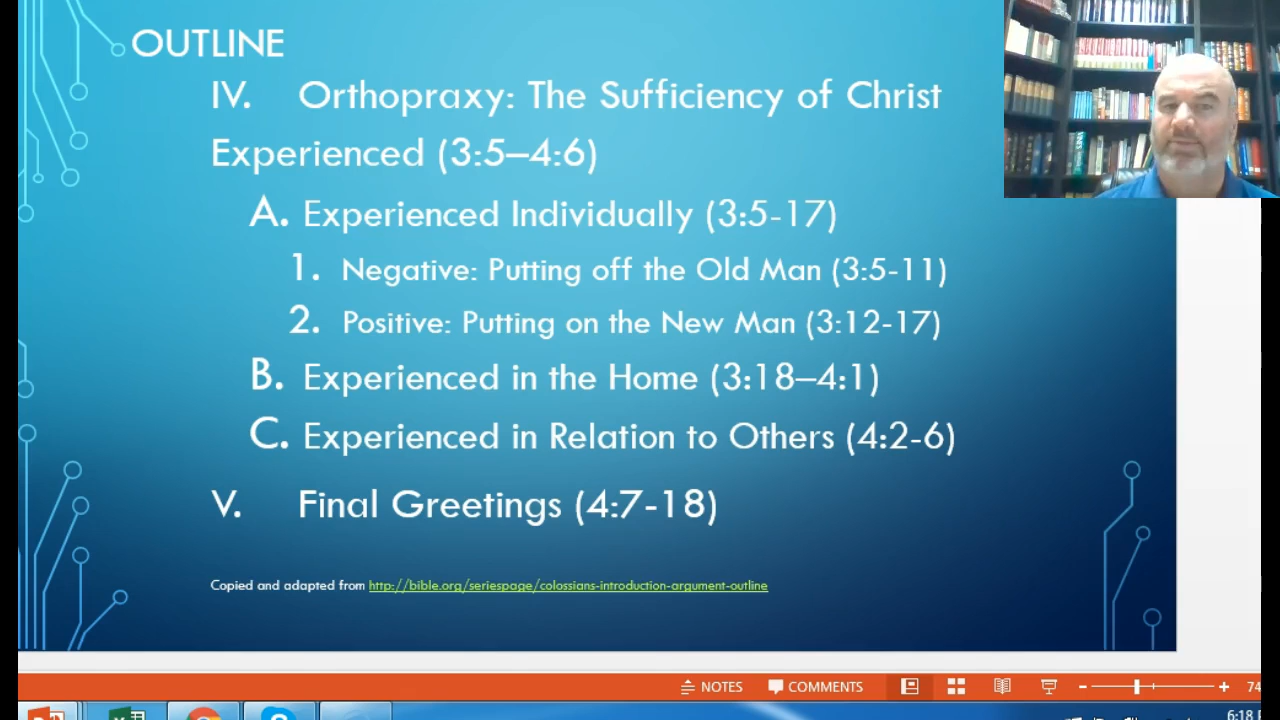 OUTLINE
IV. Orthopraxy: The Sufficiency of Christ
Experienced (3:5–4:6)
A. Experienced Individually (3:5-17)
1. Negative: Putting off the Old Man (3:5-11)
2. Positive: Putting on the New Man (3:12-17)
B. Experienced in the Home (3:18–4:1)
C. Experienced in Relation to Others (4:2-6)
V. Final Greetings (4:7-18)
Copied and adapted from http://bible.org/seriespage/colossians-introduction-argument-outline
NOTES COMMENTS 74
6:18